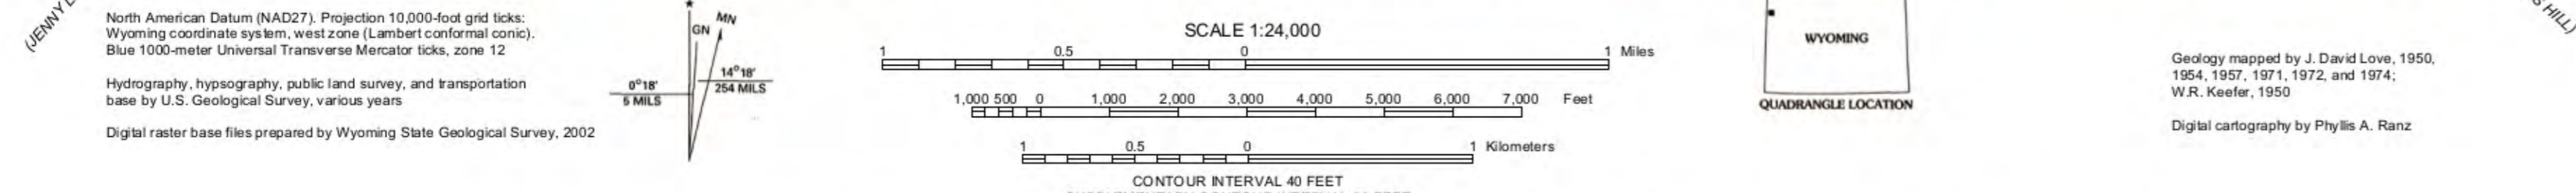 (JENNY
North American Datum (NAD27). Projection 10,000-foot grid ticks:
Wyoming coordinate system, west zone (Lambert conformal conic).
Blue 1000-meter Universal Transverse Mercator ticks, zone 12
Hydrography, hypsography, public land survey, and transportation
base by U.S. Geological Survey, various years
Digital raster base files prepared by Wyoming State Geological Survey, 2002
MN
GN
0°18'
5 MILS
14°18'
254 MILS
SCALE 1:24,000
1 0.5 0 1 Miles
1,000 500 0 1,000 2,000 3,000 4,000 5,000 6,000 7,000 Feet
1 0.5 0 1 Kilometers
CONTOUR INTERVAL 40 FEET
WYOMING
QUADRANGLE LOCATION
HILL)
Geology mapped by J. David Love, 1950,
1954, 1957, 1971, 1972, and 1974;
W.R. Keefer, 1950
Digital cartography by Phyllis A. Ranz